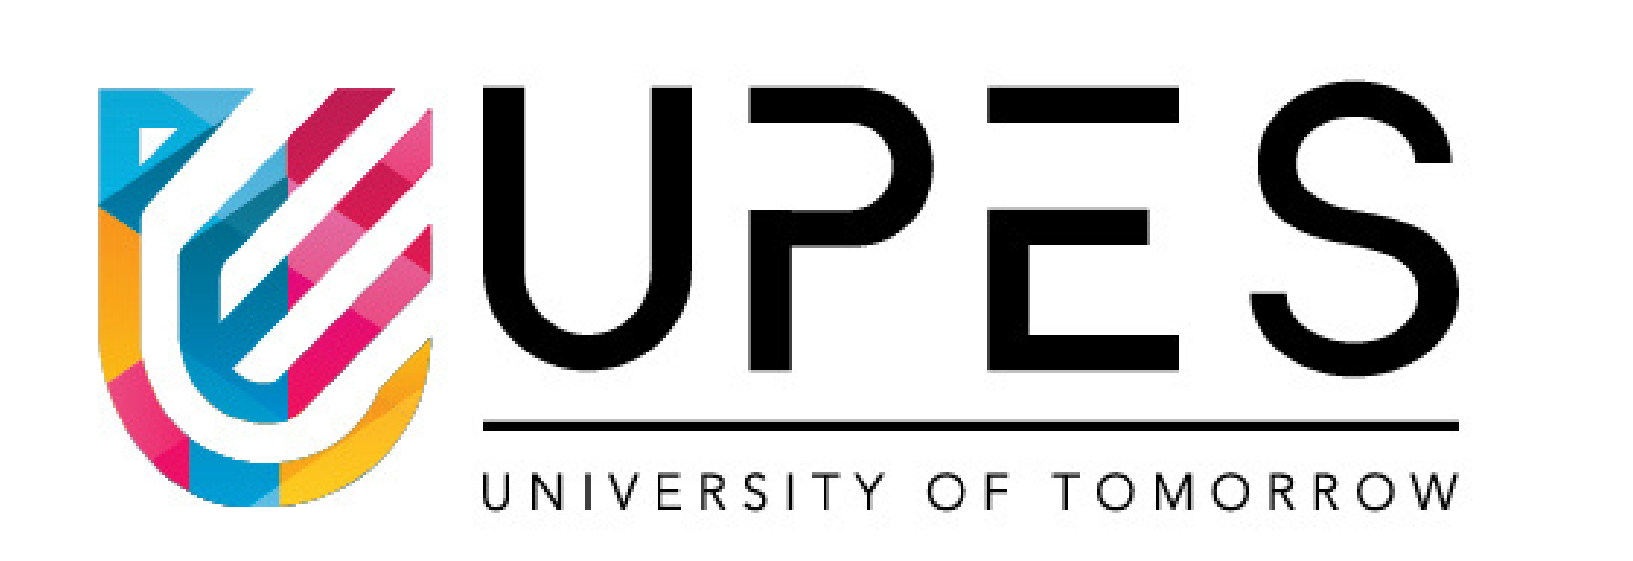 UPES
UNIVERSITY OF TOMORROW